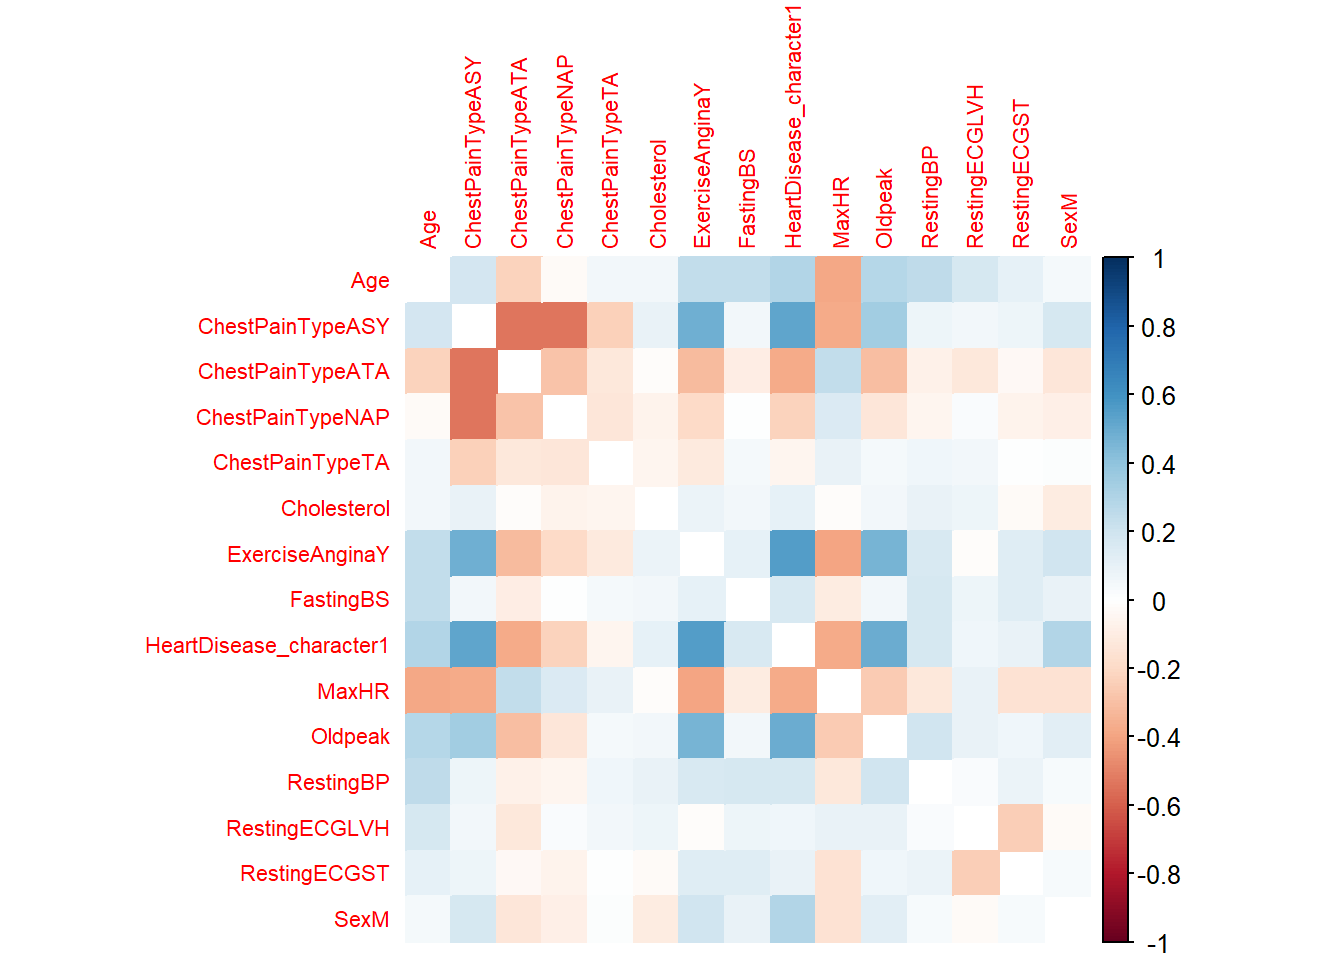 Age
ChestPainTypeASY
ChestPainTypeATA
ChestPainTypeNAP
ChestPainTypeTA
Cholesterol
ExerciseAnginaY
FastingBS
HeartDisease_character1
MaxHR
Oldpeak
RestingBP
RestingECGLVH
RestingECGST
SexM
Age
ChestPainTypeASY
ChestPainTypeATA
ChestPainTypeNAP
ChestPainTypeTA
Cholesterol
ExerciseAnginaY
FastingBS
HeartDisease_character1
MaxHR
Oldpeak
RestingBP
RestingECGLVH
RestingECGST
SexM
1
0.8
0.6
0.4
0.2
0
-0.2
-0.4
-0.6
-0.8
-1